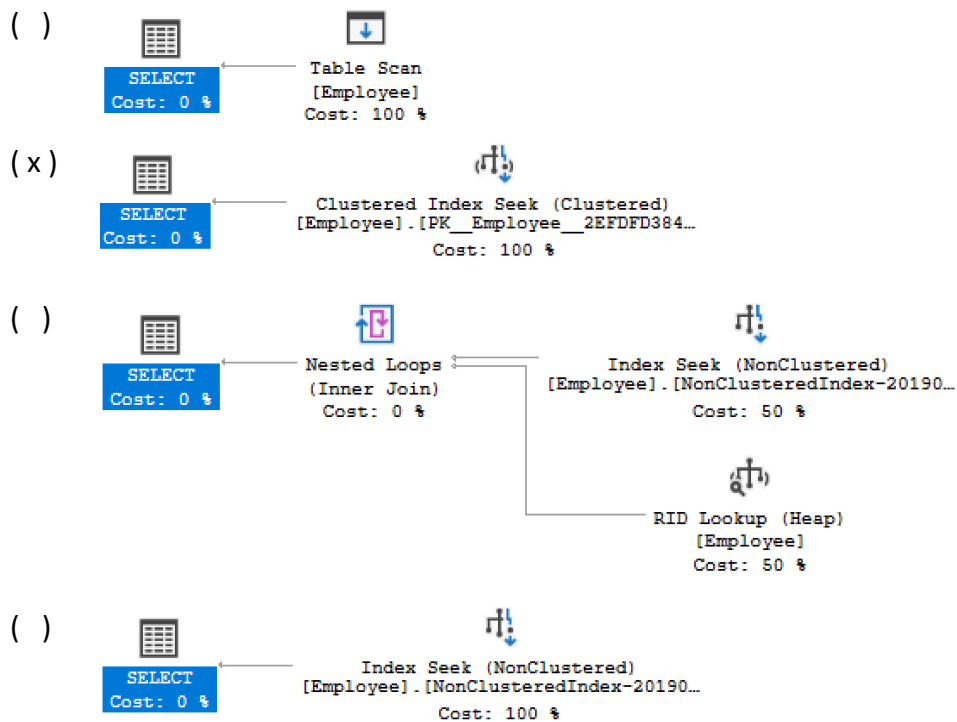 ( )
SELECT
Cost: 0 %
Table Scan
[Employee]
Cost: 100 %
( x )
SELECT
Cost: 0 %
Clustered Index Seek (Clustered)
[Employee].[PK__Employee__2EFDFD384…
Cost: 100 %
( )
SELECT
Cost: 0 %
Nested Loops
(Inner Join)
Cost: 0 %
Index Seek (NonClustered)
[Employee].[NonClusteredIndex-20190…
Cost: 50 %
RID Lookup (Heap)
[Employee]
Cost: 50 %
( )
SELECT
Cost: 0 %
Index Seek (NonClustered)
[Employee].[NonClusteredIndex-20190…
Cost: 100 %